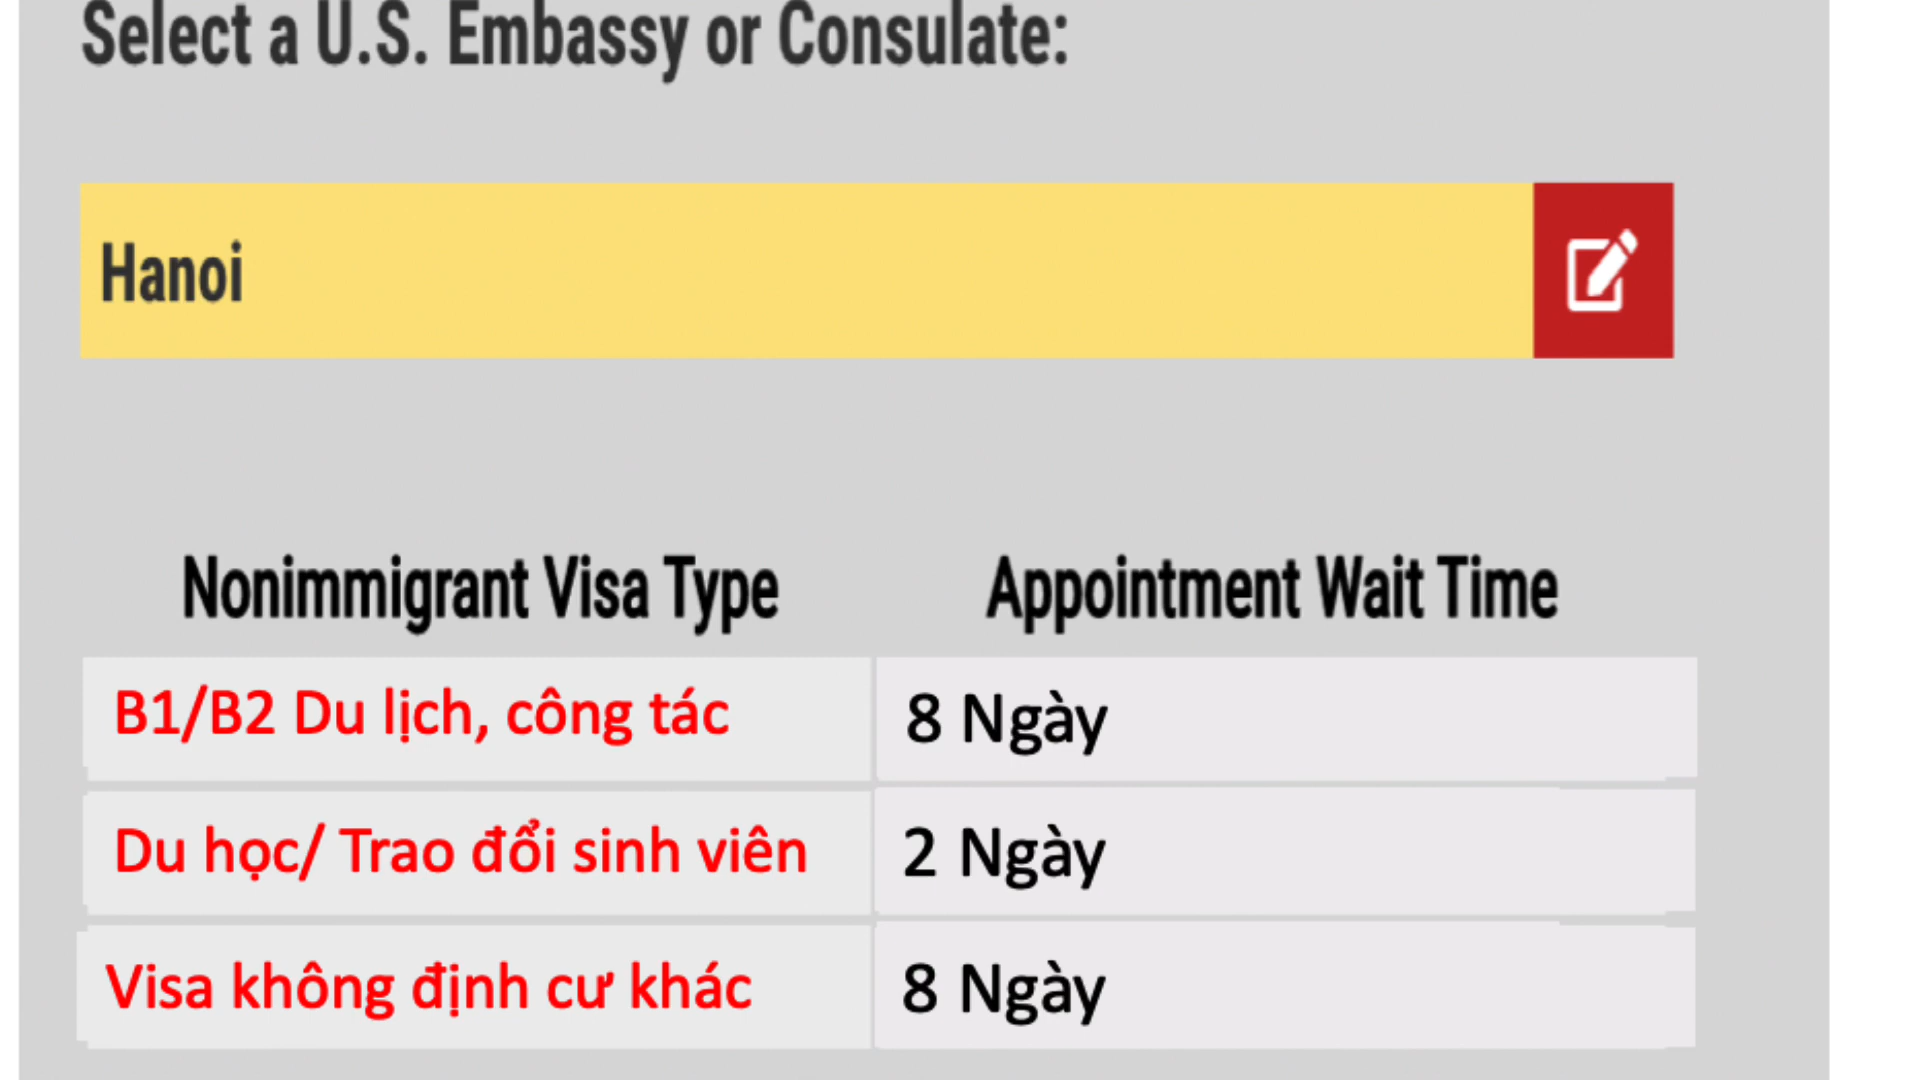 Select a U.S. Embassy or Consulate:
Hanoi
Nonimmigrant Visa Type Appointment Wait Time
B1/B2 Du lịch, công tác 8 Ngày
Du học/ Trao đổi sinh viên 2 Ngày
Visa không định cư khác 8 Ngày